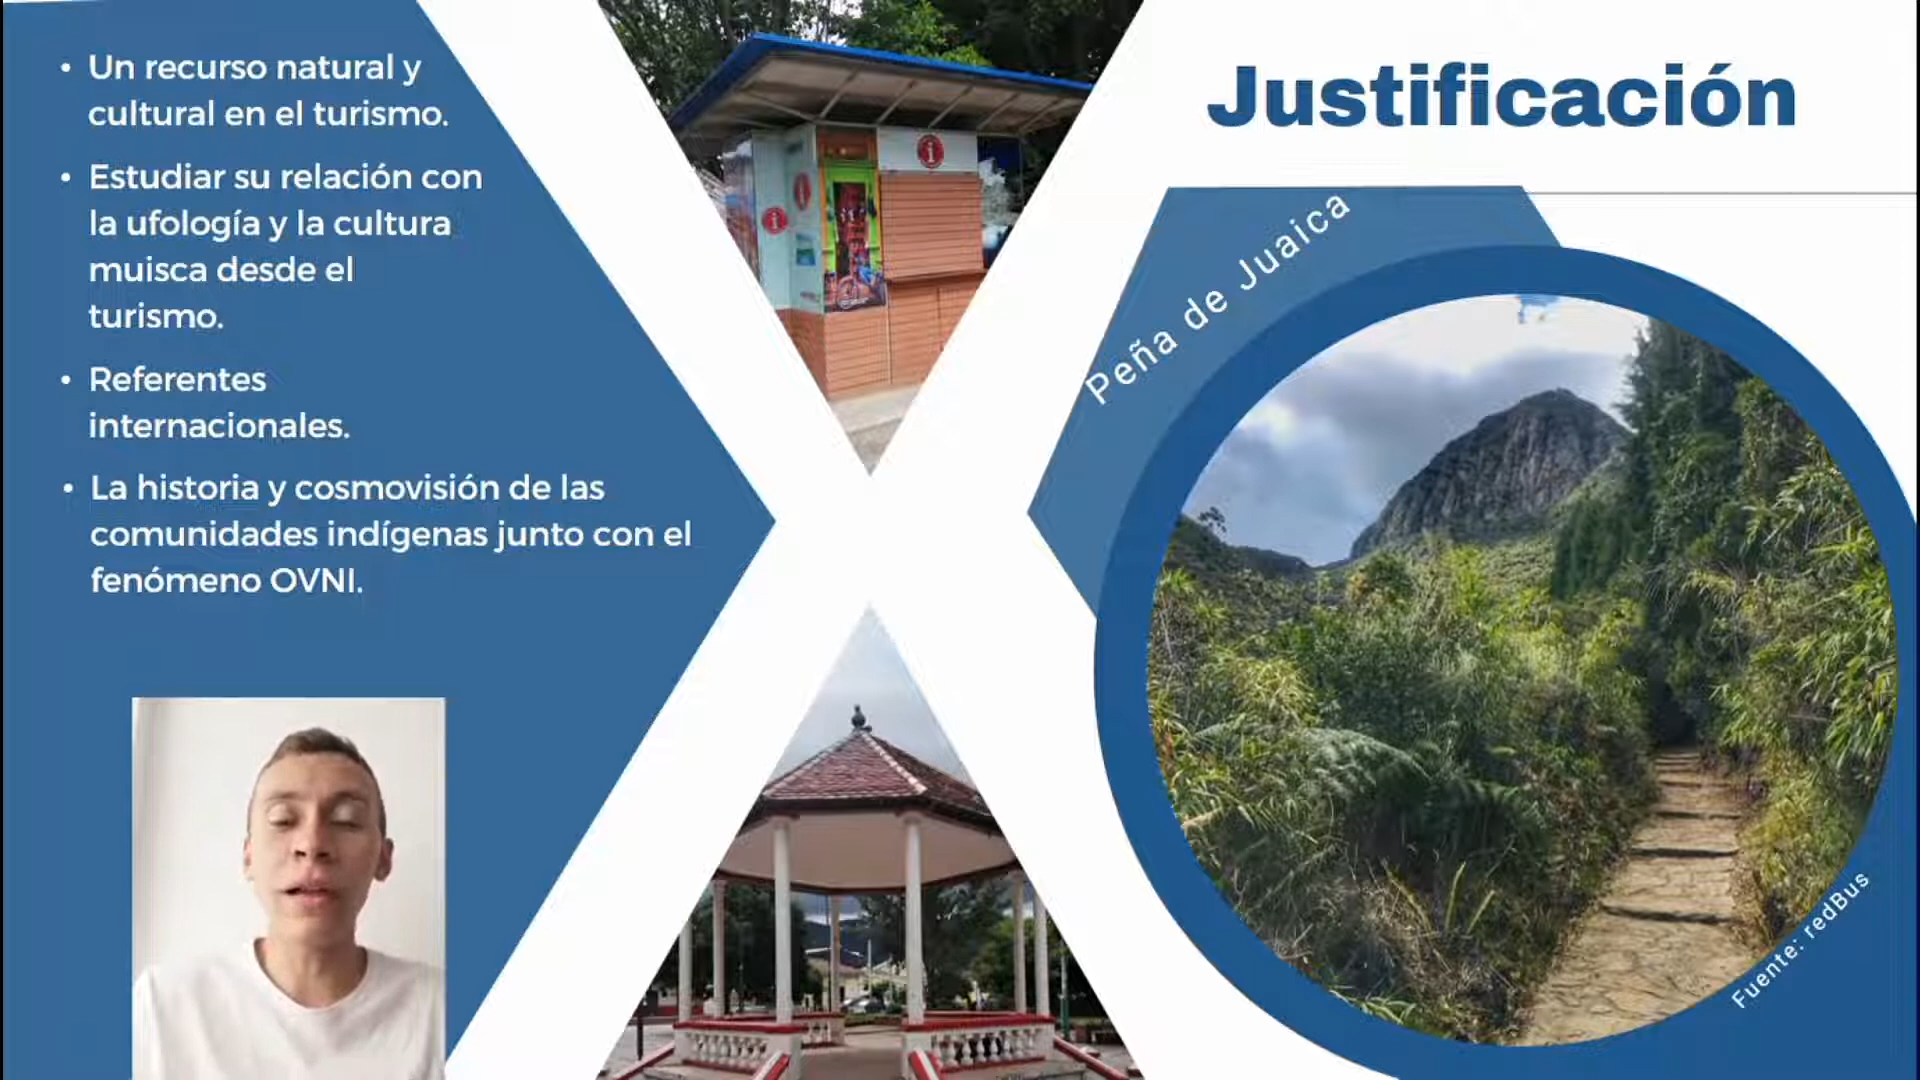 Justificación
• Un recurso natural y
cultural en el turismo.
• Estudiar su relación con
la ufología y la cultura
muisca desde el
turismo.
• Referentes
internacionales.
• La historia y cosmovisión de las
comunidades indígenas junto con el
fenómeno OVNI.
Peña de Juaica
Fuente: redBus